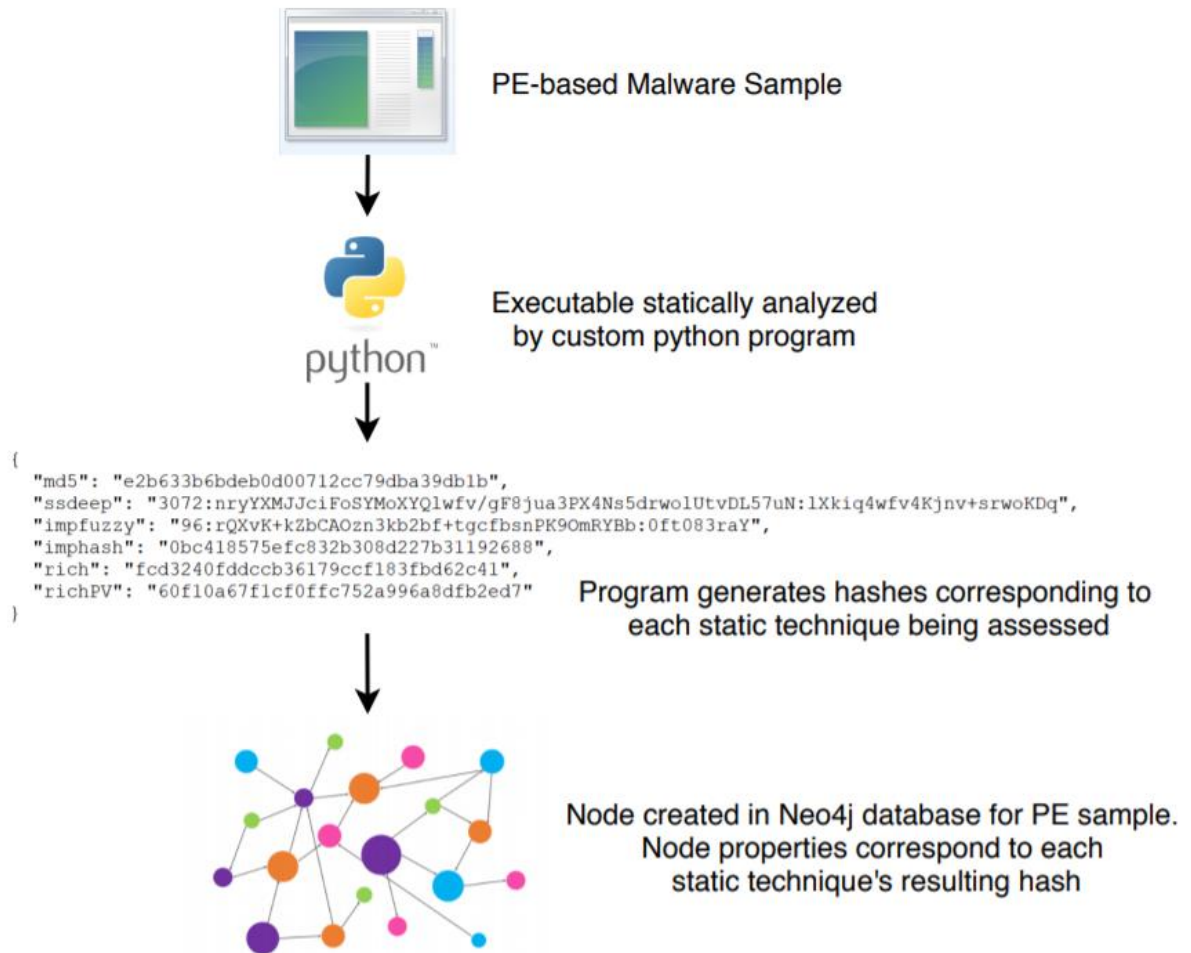 PE-based Malware Sample
python™
Executable statically analyzed
by custom python program
{
"md5": "e2b633b6bdeb0d00712cc79dba39db1b",
"ssdeep": "3072:nryYXMJJciFoSYMoXYQlwfv/gF8jua3PX4Ns5drwolUtvDL57uN:lXkiq4wfv4Kjnv+srwoKDq",
"impfuzzy": "96:rQXvK+kZbCAOzn3kb2bf+tgcfbsnPK9OmRYBb:0ft083raY",
"imphash": "0bc418575efc832b308d227b31192688",
"rich": "fcd3240fddccb36179ccf183fbd62c41",
"richPV": "60f10a67f1cf0ffc752a996a8dfb2ed7"
}
Program generates hashes corresponding to
each static technique being assessed
Node created in Neo4j database for PE sample.
Node properties correspond to each
static technique's resulting hash